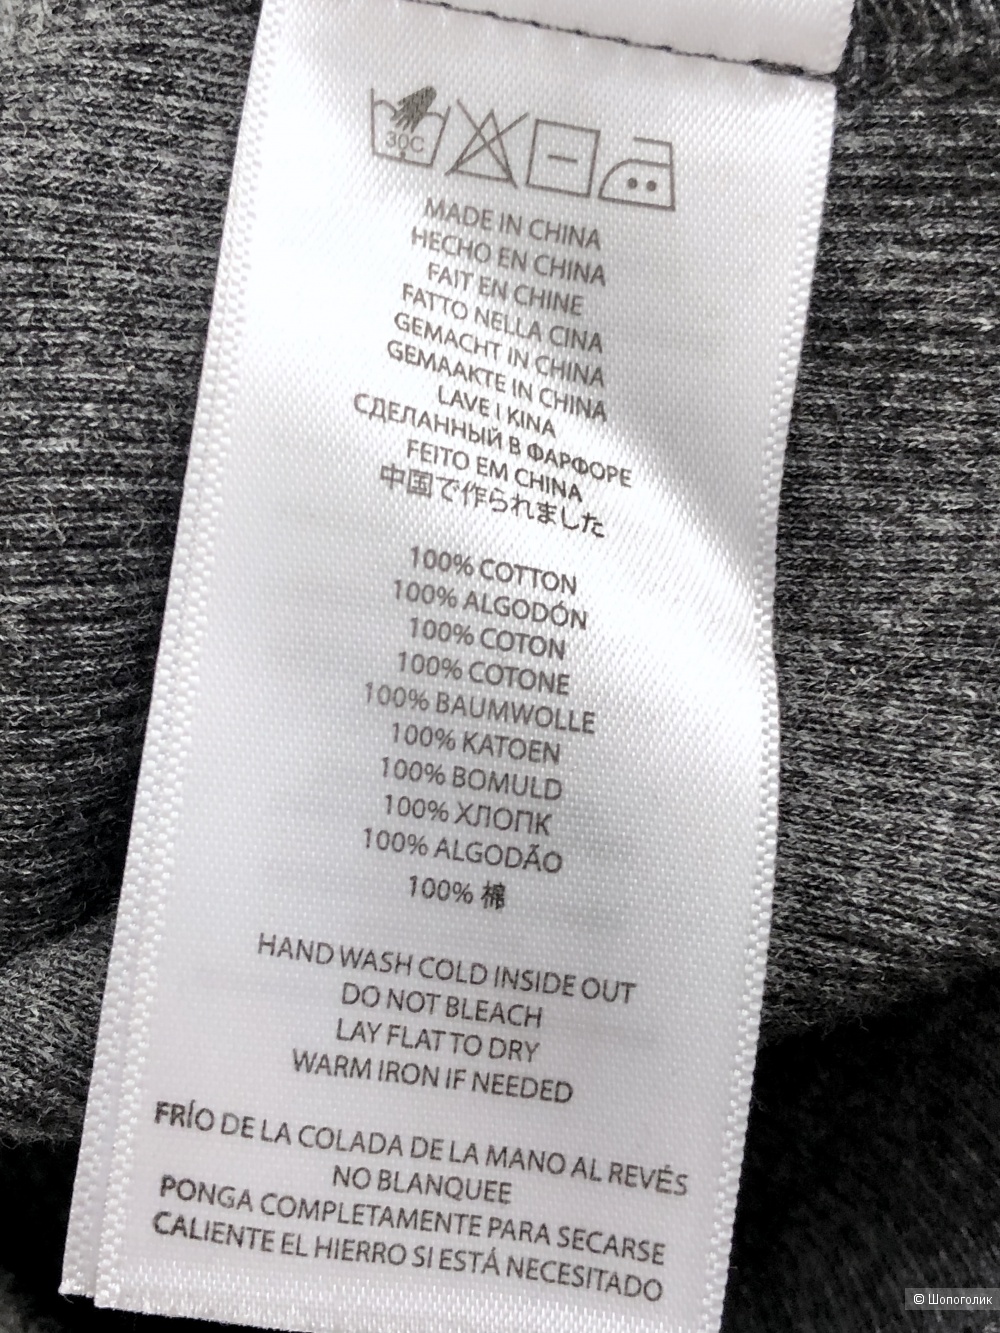 30C
MADE IN CHINA
HECHO EN CHINA
FAIT EN CHINE
FATTO NELLA CINA
GEMACHT IN CHINA
GEMAAKTE IN CHINA
LAVE I KINA
СДЕЛАННЫЙ В ФАРФОРЕ
FEITO EM CHINA
中国で作られました
100% COTTON
100% ALGODÓN
100% COTON
100% COTONE
100% BAUMWOLLE
100% KATOEN
100% BOMULD
100% ХЛОПК
100% ALGODÃO
100% 棉
HAND WASH COLD INSIDE OUT
DO NOT BLEACH
LAY FLAT TO DRY
WARM IRON IF NEEDED
FRÍO DE LA COLADA DE LA MANO AL REVÉS
NO BLANQUEE
PONGA COMPLETAMENTE PARA SECARSE
CALIENTE EL HIERRO SI ESTÁ NECESITADO
© Шопоголик